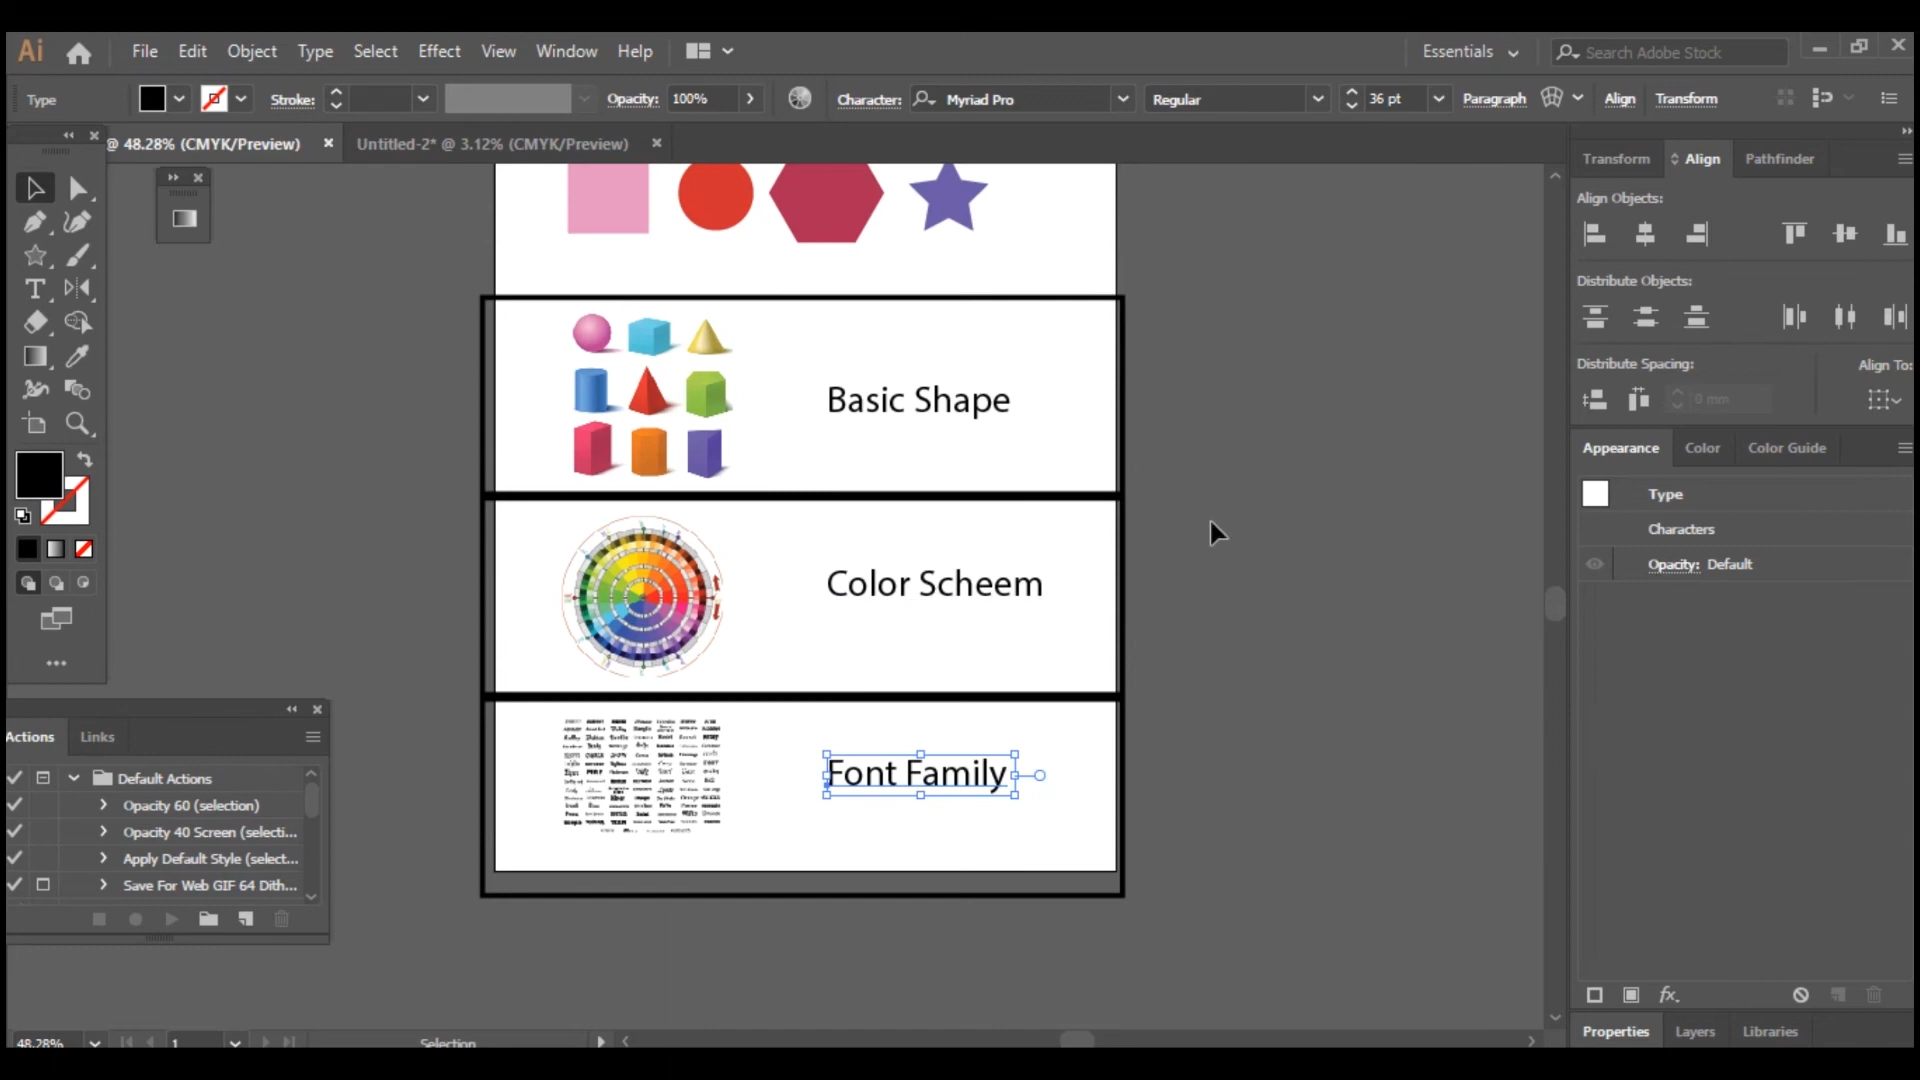 Ai File Edit Object Type Select Effect View Window Help Essentials Search Adobe Stock
Type Stroke: Opacity: 100% Character: Myriad Pro Regular 36 pt Paragraph Align Transform
@ 48.28% (CMYK/Preview) × Untitled-2* @ 3.12% (CMYK/Preview) ×
Transform Align Pathfinder
Align Objects:
Distribute Objects:
Distribute Spacing: Align To:
0 mm
Basic Shape
Color Scheem
Font Family
Appearance Color Color Guide
Type
Characters
Opacity: Default
Actions Links
Default Actions
Opacity 60 (selection)
Opacity 40 Screen (selecti...
Apply Default Style (select...
Save For Web GIF 64 Dith...
fx.
Properties Layers Libraries
48.28% 1 Selection